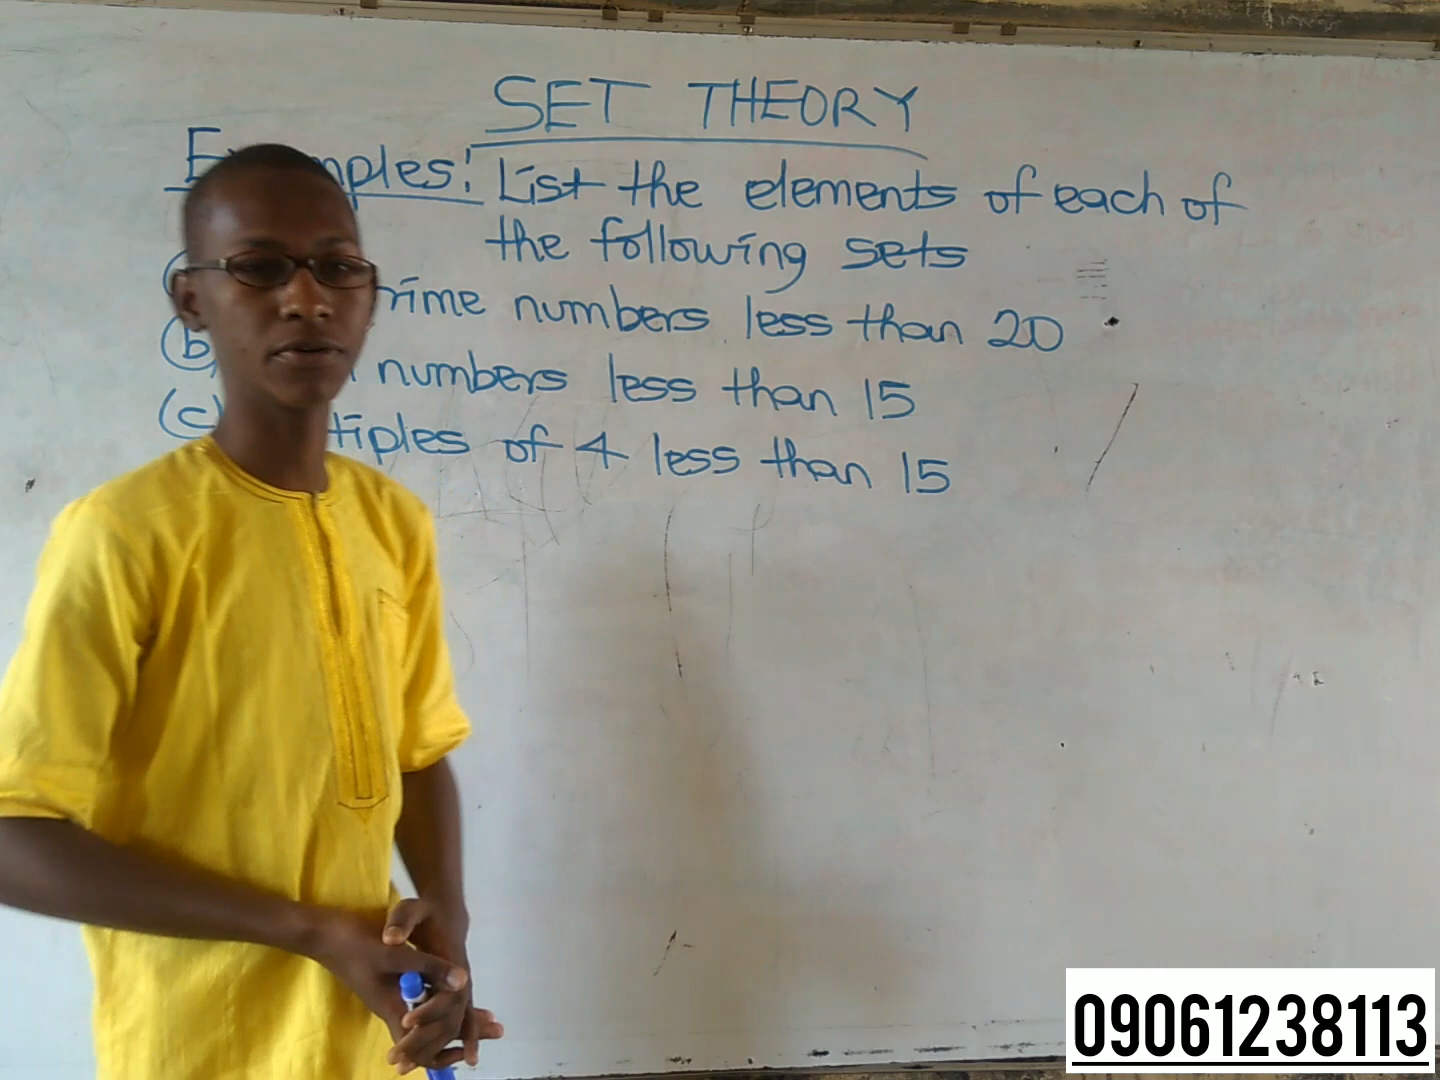 SET THEORY
Examples: List the elements of each of
the following sets
rime numbers less than 20
(b) numbers less than 15
(c) tiples of 4 less than 15
09061238113